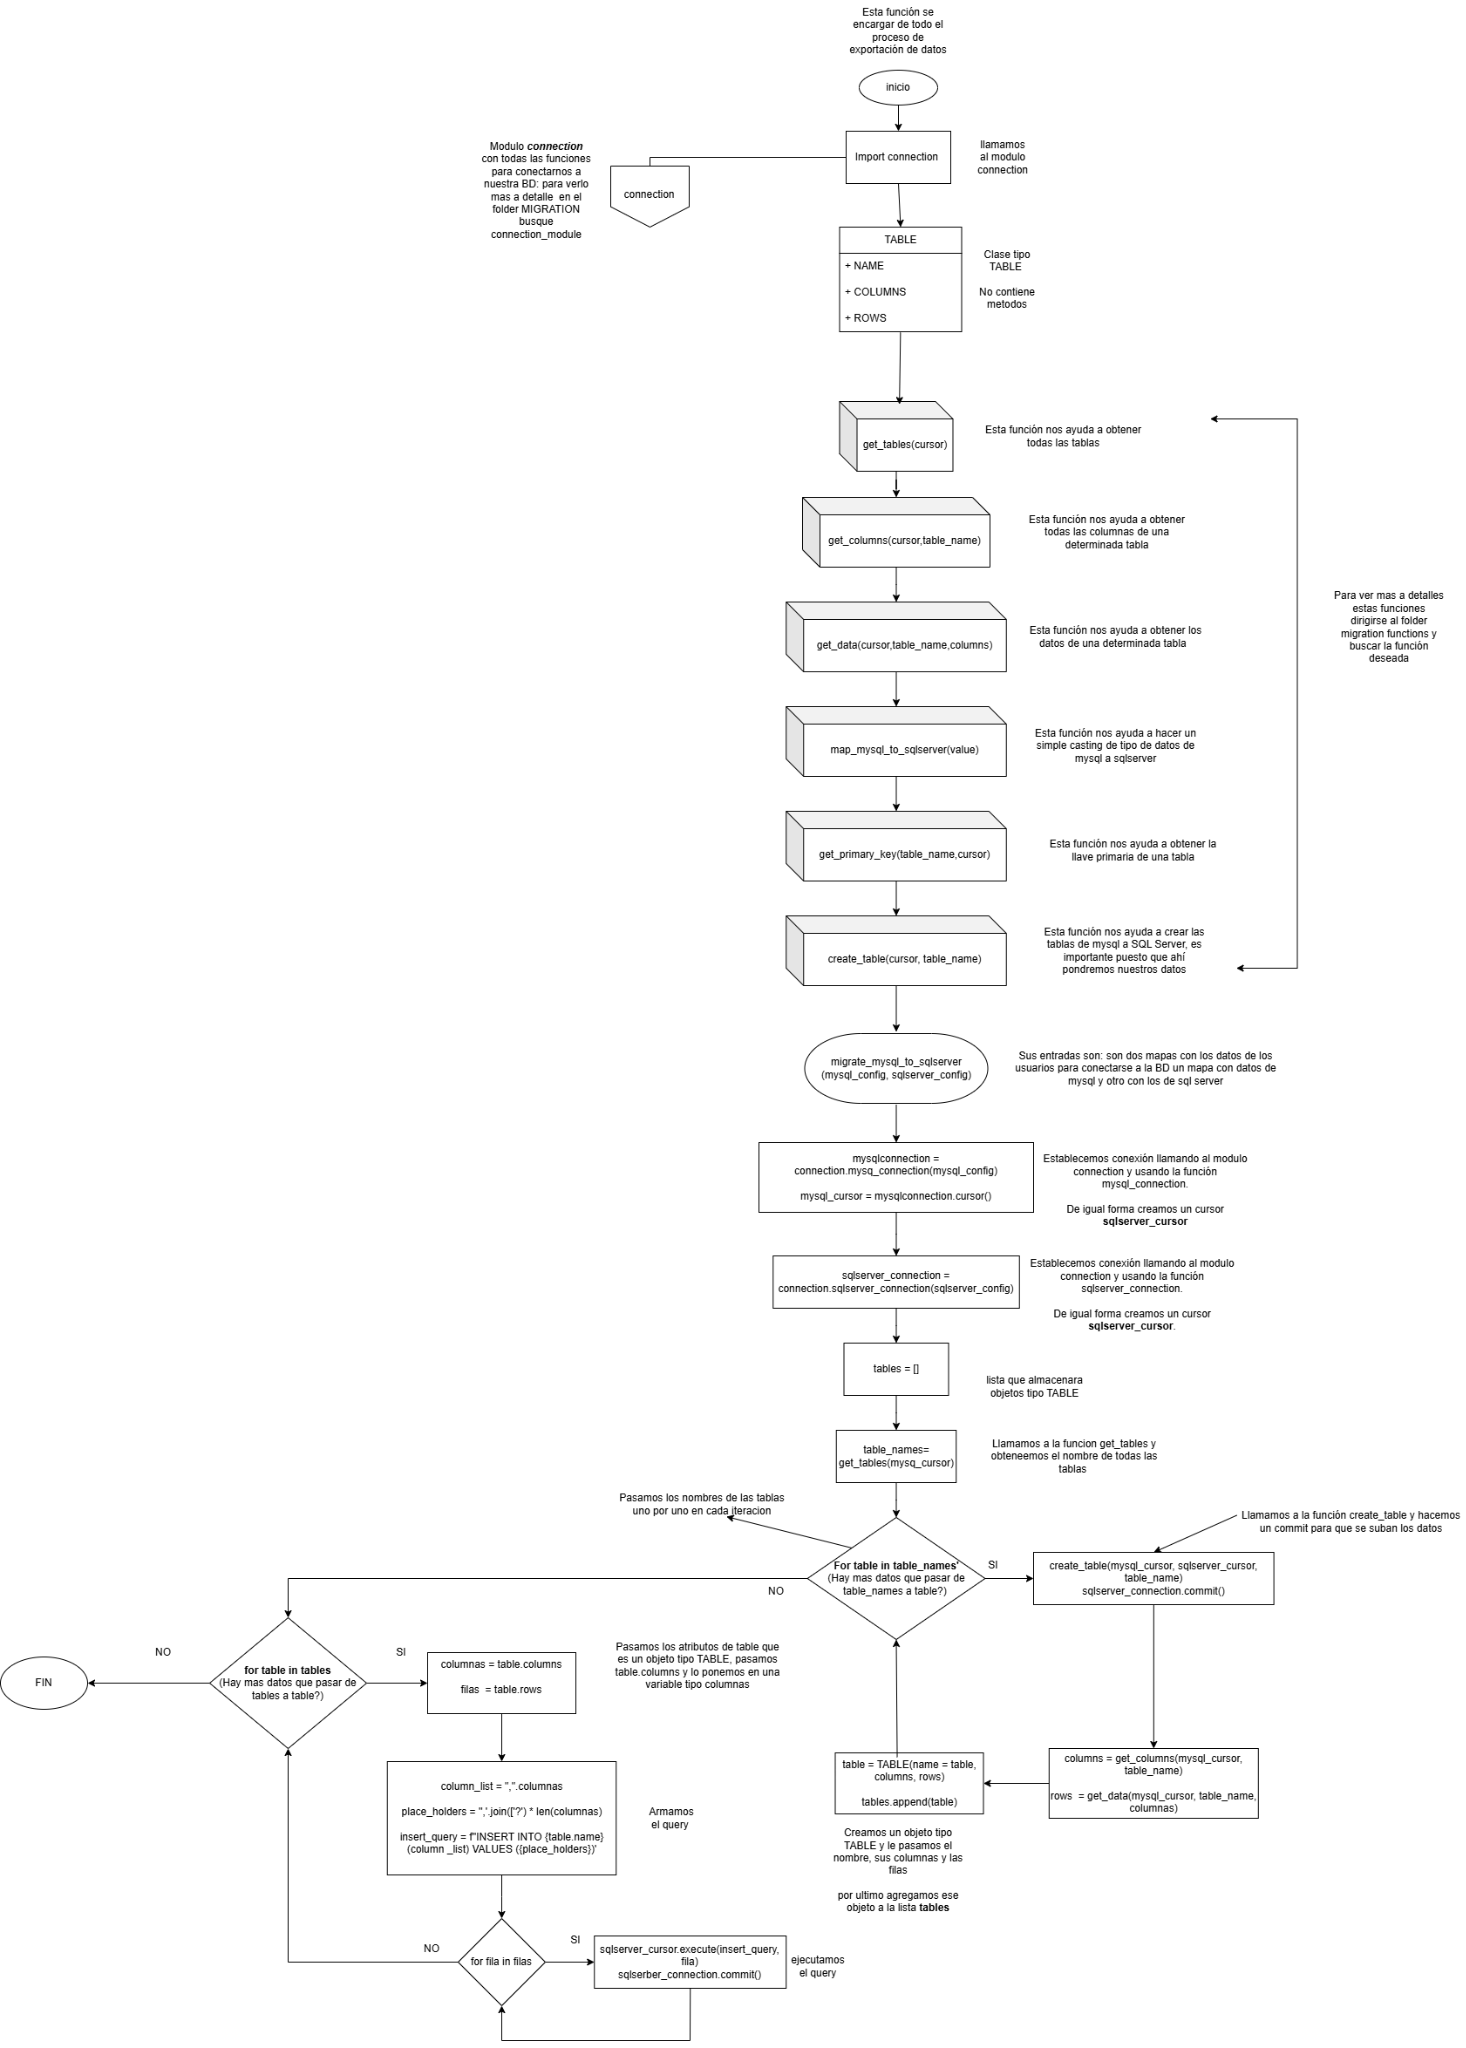 Esta función se
encargar de todo el
proceso de
exportación de datos
inicio
Import connection
llamamos
al modulo
connection
Modulo connection
con todas las funciones
para conectarnos a
nuestra BD: para verlo
mas a detalle en el
folder MIGRATION
busque
connection_module
connection
TABLE
+ NAME
+ COLUMNS
+ ROWS
Clase tipo
TABLE
No contiene
metodos
get_tables(cursor)
Esta función nos ayuda a obtener
todas las tablas
get_columns(cursor,table_name)
Esta función nos ayuda a obtener
todas las columnas de una
determinada tabla
get_data(cursor,table_name,columns)
Esta función nos ayuda a obtener los
datos de una determinada tabla
Para ver mas a detalles
estas funciones
dirigirse al folder
migration functions y
buscar la función
deseada
map_mysql_to_sqlserver(value)
Esta función nos ayuda a hacer un
simple casting de tipo de datos de
mysql a sqlserver
get_primary_key(table_name,cursor)
Esta función nos ayuda a obtener la
llave primaria de una tabla
create_table(cursor, table_name)
Esta función nos ayuda a crear las
tablas de mysql a SQL Server, es
importante puesto que ahí
pondremos nuestros datos
migrate_mysql_to_sqlserver
(mysql_config, sqlserver_config)
Sus entradas son: son dos mapas con los datos de los
usuarios para conectarse a la BD un mapa con datos de
mysql y otro con los de sql server
mysqlconnection =
connection.mysq_connection(mysql_config)
mysql_cursor = mysqlconnection.cursor()
Establecemos conexión llamando al modulo
connection y usando la función
mysql_connection.
De igual forma creamos un cursor
sqlserver_cursor
sqlserver_connection =
connection.sqlserver_connection(sqlserver_config)
Establecemos conexión llamando al modulo
connection y usando la función
sqlserver_connection.
De igual forma creamos un cursor
sqlserver_cursor.
tables = []
lista que almacenara
objetos tipo TABLE
table_names=
get_tables(mysq_cursor)
Llamamos a la funcion get_tables y
obteneemos el nombre de todas las
tablas
Pasamos los nombres de las tablas
uno por uno en cada iteracion
For table in table_names'
(Hay mas datos que pasar de
table_names a table?)
SI
NO
Llamamos a la función create_table y hacemos
un commit para que se suban los datos
create_table(mysql_cursor, sqlserver_cursor,
table_name)
sqlserver_connection.commit()
FIN
NO
for table in tables
(Hay mas datos que pasar de
tables a table?)
SI
columnas = table.columns
filas = table.rows
Pasamos los atributos de table que
es un objeto tipo TABLE, pasamos
table.columns y lo ponemos en una
variable tipo columnas
table = TABLE(name = table,
columns, rows)
tables.append(table)
columns = get_columns(mysql_cursor,
table_name)
rows = get_data(mysql_cursor, table_name,
columnas)
column_list = ",".columnas
place_holders = ",'.join(['?') * len(columnas)
insert_query = f"INSERT INTO {table.name}
(column _list) VALUES ({place_holders})'
Armamos
el query
Creamos un objeto tipo
TABLE y le pasamos el
nombre, sus columnas y las
filas
por ultimo agregamos ese
objeto a la lista tables
NO
for fila in filas
SI
sqlserver_cursor.execute(insert_query,
fila)
sqlserber_connection.commit()
ejecutamos
el query